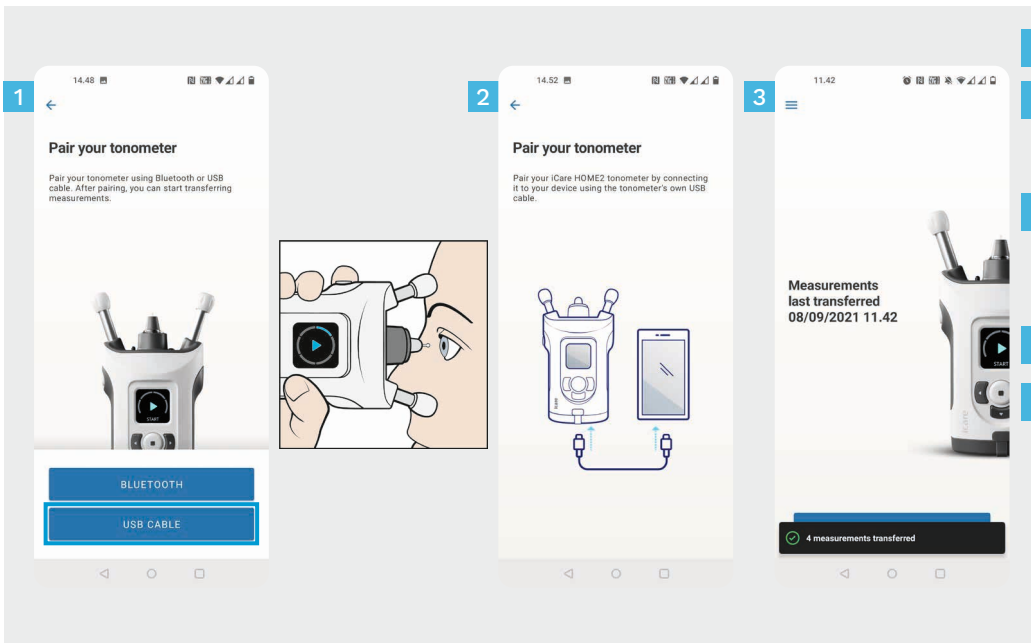 1
14.48
Pair your tonometer
Pair your tonometer using Bluetooth or USB
cable. After pairing, you can start transferring
measurements.
START
BLUETOOTH
USB CABLE
2
14.52
Pair your tonometer
Pair your iCare HOME2 tonometer by connecting
it to your device using the tonometer's own USB
cable.
icare
3
11.42
Measurements
last transferred
08/09/2021 11.42
START
icare
4 measurements transferred